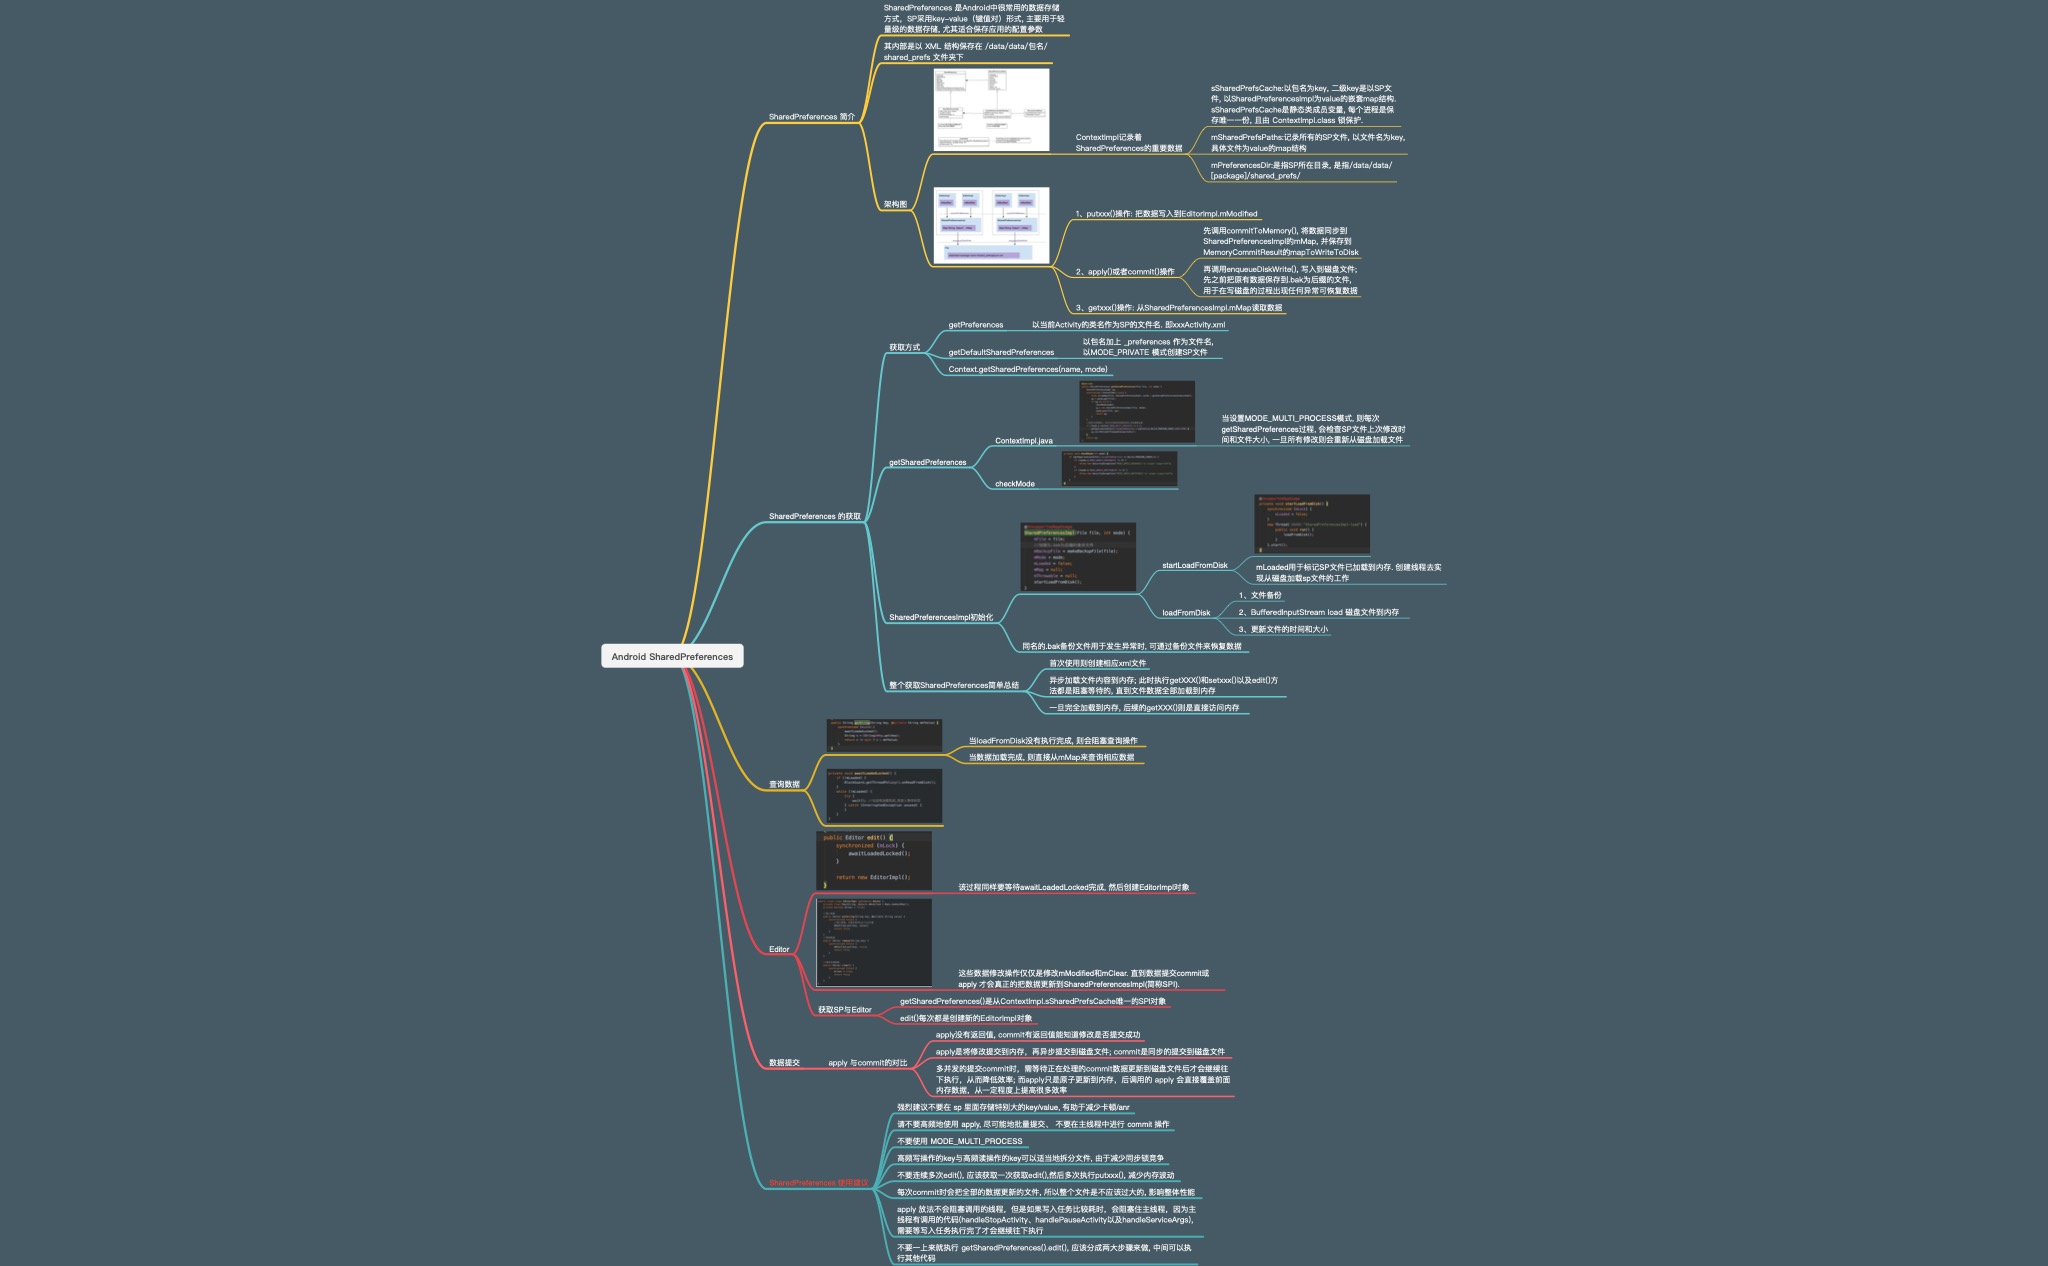 SharedPreferences 是Android中很常用的数据存储
方式，SP采用key-value（键值对）形式, 主要用于轻
量级的数据存储, 尤其适合保存应用的配置参数
其内部是以 XML 结构保存在 /data/data/包名/
shared_prefs 文件夹下
SharedPreferences 简介
sSharedPrefsCache:以包名为key, 二级key是以SP文
件, 以SharedPreferencesImpl为value的嵌套map结构.
sSharedPrefsCache是静态类成员变量, 每个进程是保
存唯一一份, 且由 ContextImpl.class 锁保护.
ContextImpl记录着
SharedPreferences的重要数据
mSharedPrefsPaths:记录所有的SP文件, 以文件名为key,
具体文件为value的map结构
mPreferencesDir:是指SP所在目录, 是指/data/data/
[package]/shared_prefs/
架构图
1、putxxx()操作: 把数据写入到EditorImpl.mModified
先调用commitToMemory(), 将数据同步到
SharedPreferencesImpl的mMap, 并保存到
MemoryCommitResult的mapToWriteToDisk
2、apply()或者commit()操作
再调用enqueueDiskWrite(), 写入到磁盘文件;
先之前把原有数据保存到.bak为后缀的文件,
用于在写磁盘的过程出现任何异常可恢复数据
3、getxxx()操作: 从SharedPreferencesImpl.mMap读取数据
获取方式
getPreferences
以当前Activity的类名作为SP的文件名. 即xxxActivity.xml
getDefaultSharedPreferences
以包名加上 _preferences 作为文件名,
以MODE_PRIVATE 模式创建SP文件
Context.getSharedPreferences(name, mode)
getSharedPreferences
ContextImpl.java
当设置MODE_MULTI_PROCESS模式, 则每次
getSharedPreferences过程, 会检查SP文件上次修改时
间和文件大小, 一旦所有修改则会重新从磁盘加载文件
checkMode
SharedPreferences 的获取
SharedPreferencesImpl(File file, int mode) {
mFile = file;
mBackupFile = makeBackupFile(file);
mMode = mode;
mLoaded = false;
mMap = null;
mThrowable = null;
startLoadFromDisk();
}
startLoadFromDisk
private void startLoadFromDisk() {
synchronized (mLock) {
mLoaded = false;
}
new Thread("SharedPreferencesImpl-load") {
public void run() {
loadFromDisk();
}
}.start();
}
mLoaded用于标记SP文件已加载到内存. 创建线程去实
现从磁盘加载sp文件的工作
loadFromDisk
1、文件备份
2、BufferedInputStream load 磁盘文件到内存
3、更新文件的时间和大小
SharedPreferencesImpl初始化
同名的.bak备份文件用于发生异常时, 可通过备份文件来恢复数据
整个获取SharedPreferences简单总结
首次使用则创建相应xml文件
异步加载文件内容到内存; 此时执行getXXX()和setxxx()以及edit()方
法都是阻塞等待的, 直到文件数据全部加载到内存
一旦完全加载到内存, 后续的getXXX()则是直接访问内存
Android SharedPreferences
当loadFromDisk没有执行完成, 则会阻塞查询操作
当数据加载完成, 则直接从mMap来查询相应数据
查询数据
public Editor edit() {
synchronized (mLock) {
awaitLoadedLocked();
}
return new EditorImpl();
}
该过程同样要等待awaitLoadedLocked完成, 然后创建EditorImpl对象
Editor
这些数据修改操作仅仅是修改mModified和mClear. 直到数据提交commit或
apply 才会真正的把数据更新到SharedPreferencesImpl(简称SPI).
获取SP与Editor
getSharedPreferences()是从ContextImpl.sSharedPrefsCache唯一的SPI对象
edit()每次都是创建新的EditorImpl对象
数据提交
apply 与commit的对比
apply没有返回值, commit有返回值能知道修改是否提交成功
apply是将修改提交到内存，再异步提交到磁盘文件; commit是同步的提交到磁盘文件
多并发的提交commit时，需等待正在处理的commit数据更新到磁盘文件后才会继续往
下执行，从而降低效率; 而apply只是原子更新到内存，后调用的 apply 会直接覆盖前面
内存数据，从一定程度上提高很多效率
SharedPreferences 使用建议
强烈建议不要在 sp 里面存储特别大的key/value, 有助于减少卡顿/anr
请不要高频地使用 apply, 尽可能地批量提交、 不要在主线程中进行 commit 操作
不要使用 MODE_MULTI_PROCESS
高频写操作的key与高频读操作的key可以适当地拆分文件, 由于减少同步锁竞争
不要连续多次edit(), 应该获取一次获取edit(),然后多次执行putxxx(), 减少内存波动
每次commit时会把全部的数据更新的文件, 所以整个文件是不应该过大的, 影响整体性能
apply 放法不会阻塞调用的线程，但是如果写入任务比较耗时，会阻塞住主线程，因为主
线程有调用的代码(handleStopActivity、handlePauseActivity以及handleServiceArgs),
需要等写入任务执行完了才会继续往下执行
不要一上来就执行 getSharedPreferences().edit(), 应该分成两大步骤来做, 中间可以执
行其他代码